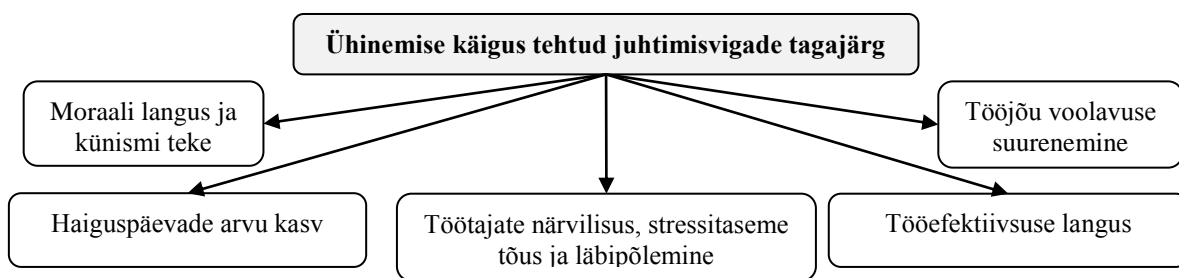 Ühinemise käigus tehtud juhtimisvigade tagajärg
Moraali langus ja
künismi teke
Tööjõu voolavuse
suurenemine
Haiguspäevade arvu kasv
Töötajate närvilisus, stressitaseme
tõus ja läbipõlemine
Tööefektiivsuse langus